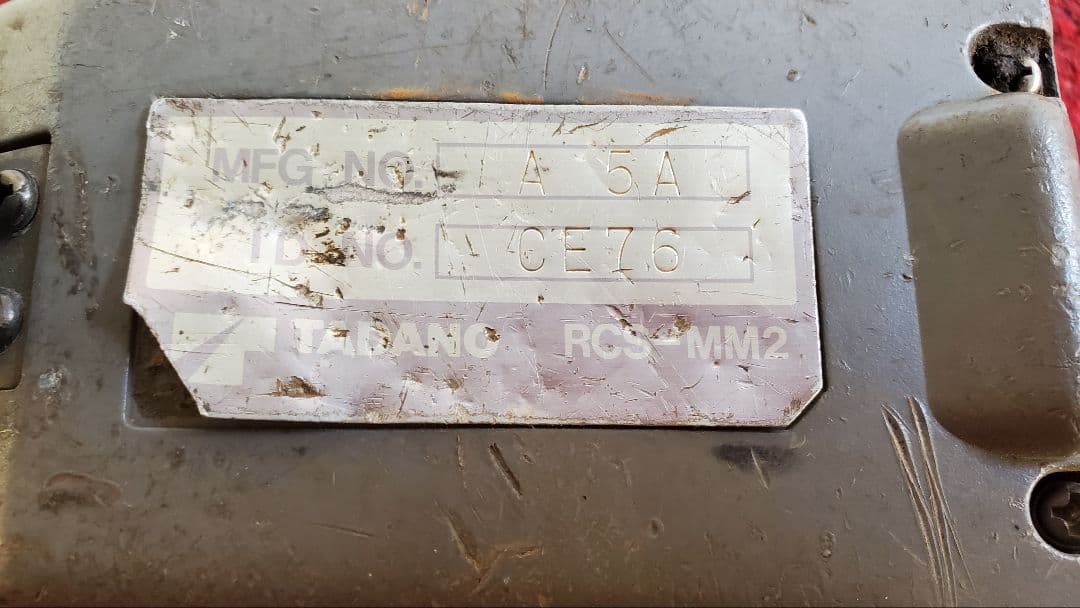 MFG NO. A 5A
ID. NO. CE76
TADANO RCS-MM2